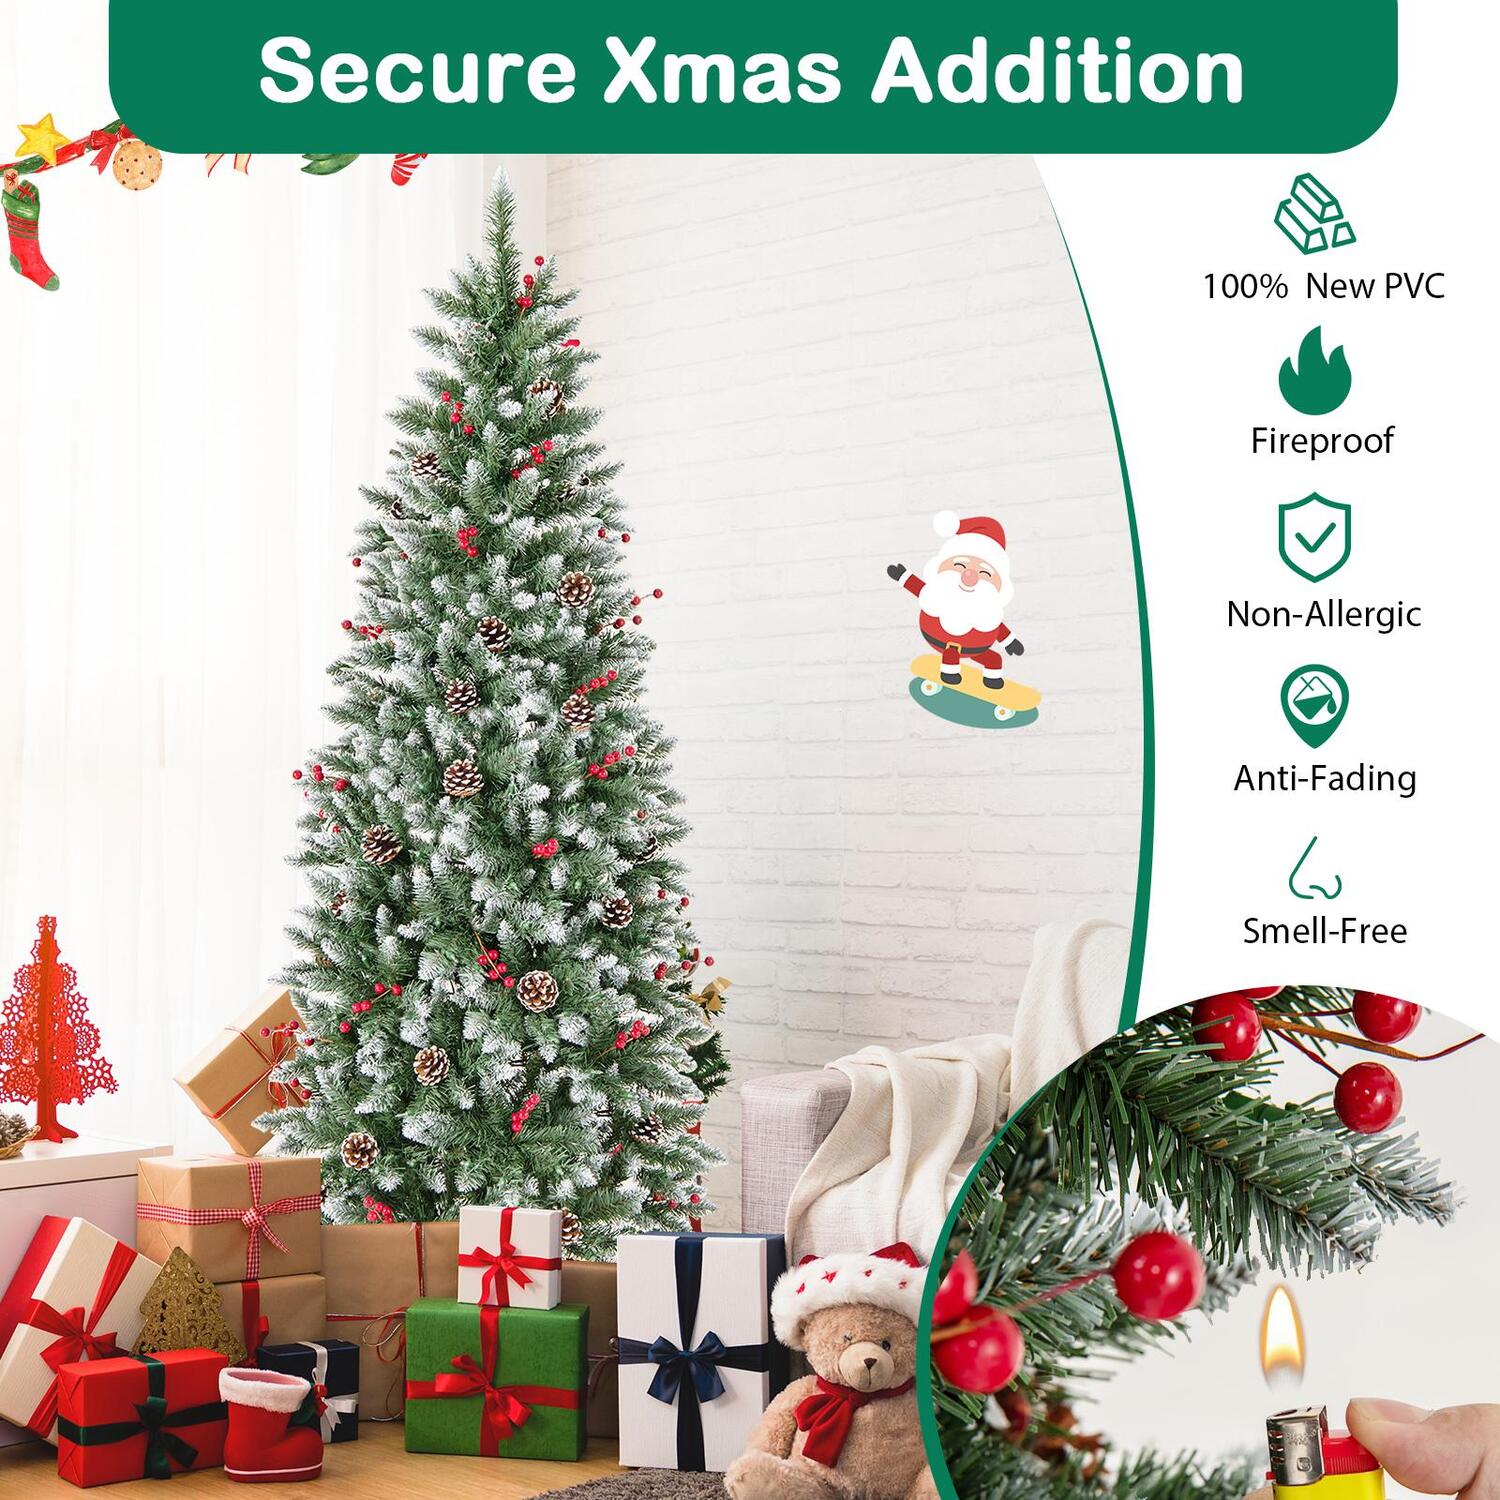 Secure Xmas Addition
100% New PVC
Fireproof
Non-Allergic
Anti-Fading
Smell-Free